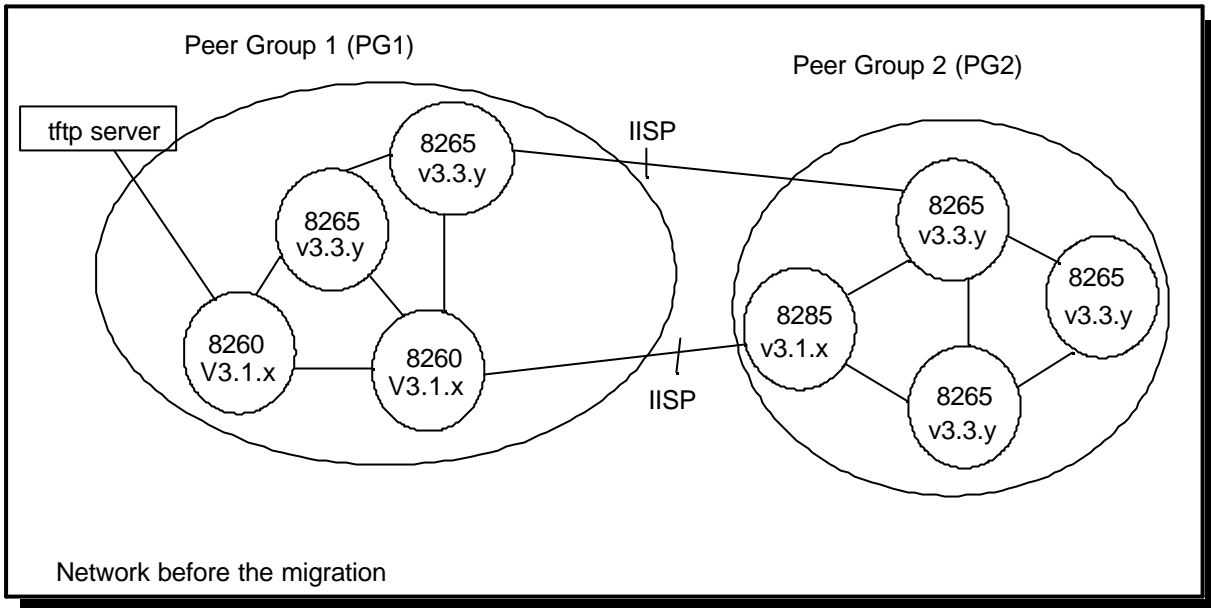 Peer Group 1 (PG1)
Peer Group 2 (PG2)
tftp server
IISP
8265
v3.3.y
8265
v3.3.y
8260
V3.1.x
8260
V3.1.x
IISP
8265
v3.3.y
8265
v3.3.y
8285
v3.1.x
8265
v3.3.y
Network before the migration